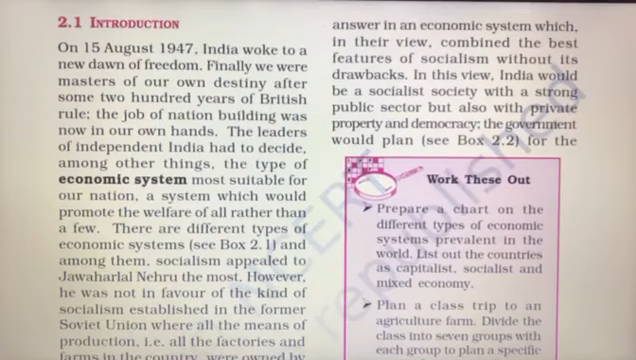 2.1 INTRODUCTION
On 15 August 1947, India woke to a
new dawn of freedom. Finally we were
masters of our own destiny after
some two hundred years of British
rule; the job of nation building was
now in our own hands. The leaders
of independent India had to decide,
among other things, the type of
economic system most suitable for
our nation, a system which would
promote the welfare of all rather than
a few. There are different types of
economic systems (see Box 2.1) and
among them, socialism appealed to
Jawaharlal Nehru the most. However,
he was not in favour of the kind of
socialism established in the former
Soviet Union where all the means of
production, i.e. all the factories and
farms in the country, were owned by
answer in an economic system which,
in their view, combined the best
features of socialism without its
drawbacks. In this view, India would
be a socialist society with a strong
public sector but also with private
property and democracy; the government
would plan (see Box 2.2) for the
Work These Out
➤ Prepare a chart on the
different types of economic
systems prevalent in the
world. List out the countries
as capitalist, socialist and
mixed economy.
➤ Plan a class trip to an
agriculture farm. Divide the
class into seven groups with
each group to plan a specific
NCERT
republished